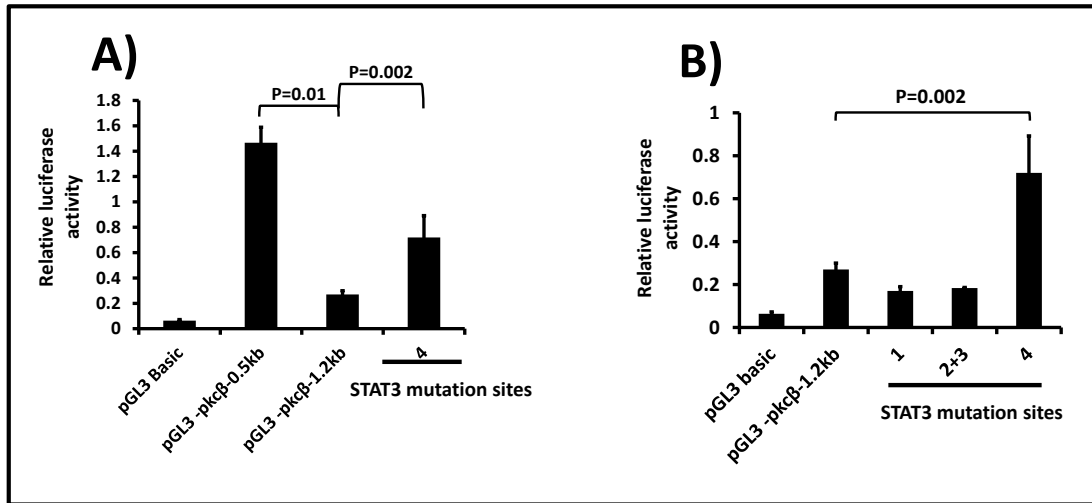 A)
P=0.002
P=0.01
Relative luciferase
activity
1.8
1.6
1.4
1.2
1
0.8
0.6
0.4
0.2
0
pGL3 Basic
pGL3 -pkcβ-0.5kb
pGL3 -pkcβ-1.2kb
4
STAT3 mutation sites
B)
P=0.002
Relative luciferase
activity
1
0.8
0.6
0.4
0.2
0
pGL3 basic
pGL3 -pkcβ-1.2kb
1
2+3
4
STAT3 mutation sites